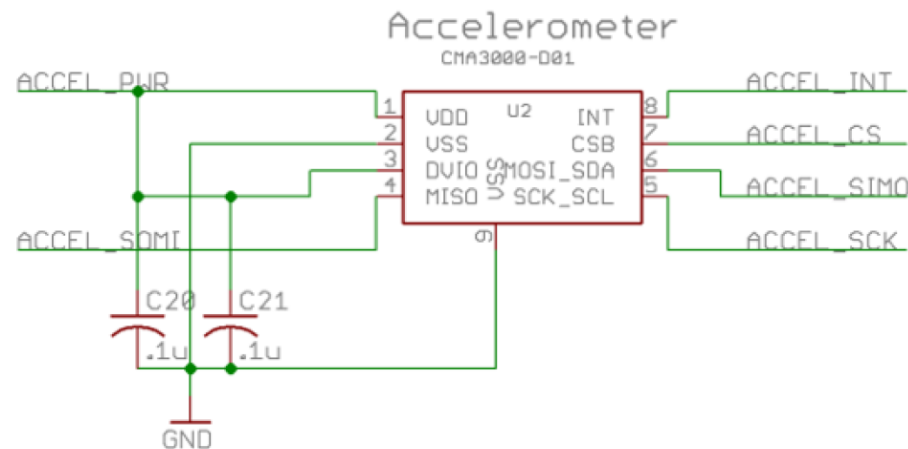 Accelerometer
CMA3000-D01
ACCEL_PWR
ACCEL_INT
1
VDD
U2
INT
8
2
VSS
CSB
7
ACCEL_CS
3
DVIO
VSS
MOSI_SDA
6
4
MISO
SCK_SCL
5
ACCEL_SIMO
ACCEL_SOMI
9
ACCEL_SCK
C20
C21
.1u
.1u
GND